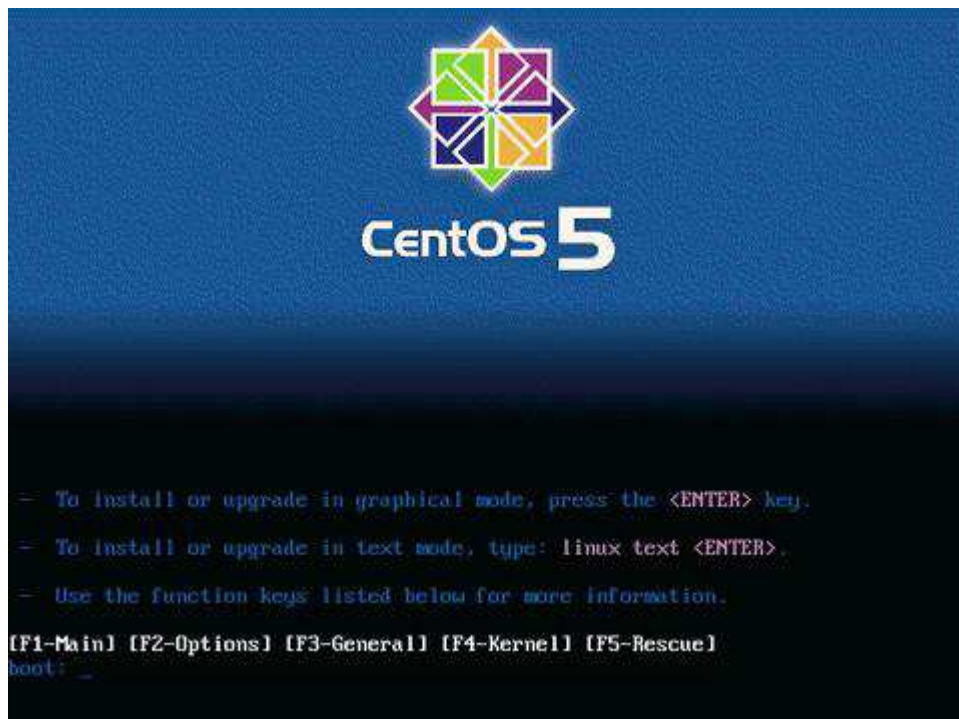 CentOS 5
- To install or upgrade in graphical mode, press the <ENTER> key.
- To install or upgrade in text mode, type: linux text <ENTER>.
- Use the function keys listed below for more information.
[F1-Main] [F2-Options] [F3-General] [F4-Kernel] [F5-Rescue]
boot: _